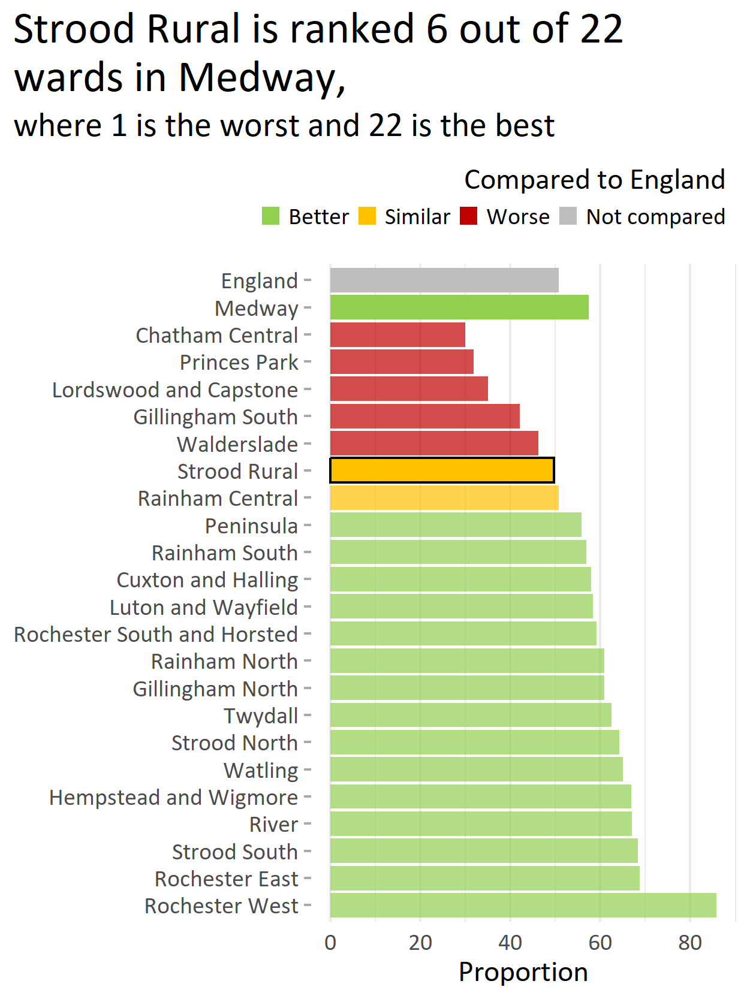 Strood Rural is ranked 6 out of 22
wards in Medway,
where 1 is the worst and 22 is the best
Compared to England
Better Similar Worse Not compared
England
Medway
Chatham Central
Princes Park
Lordswood and Capstone
Gillingham South
Walderslade
Strood Rural
Rainham Central
Peninsula
Rainham South
Cuxton and Halling
Luton and Wayfield
Rochester South and Horsted
Rainham North
Gillingham North
Twydall
Strood North
Watling
Hempstead and Wigmore
River
Strood South
Rochester East
Rochester West
0 20 40 60 80
Proportion